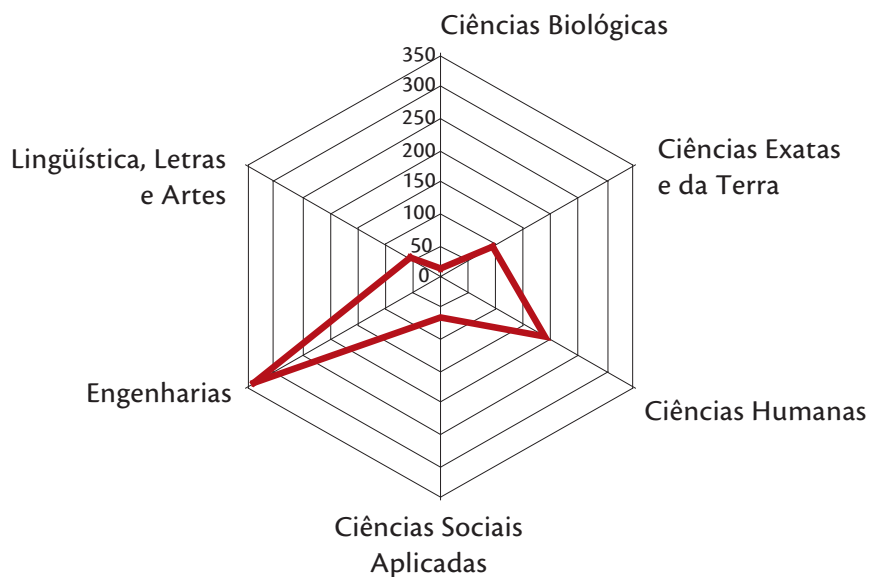 Ciências Biológicas
350
300
250
200
150
100
50
0
Lingüística, Letras
e Artes
Ciências Exatas
e da Terra
Engenharias
Ciências Humanas
Ciências Sociais
Aplicadas